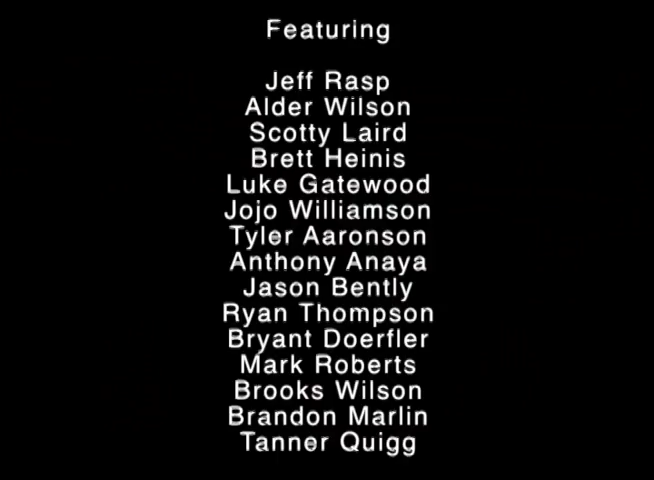 Featuring
Jeff Rasp
Alder Wilson
Scotty Laird
Brett Heinis
Luke Gatewood
Jojo Williamson
Tyler Aaronson
Anthony Anaya
Jason Bently
Ryan Thompson
Bryant Doerfler
Mark Roberts
Brooks Wilson
Brandon Marlin
Tanner Quigg